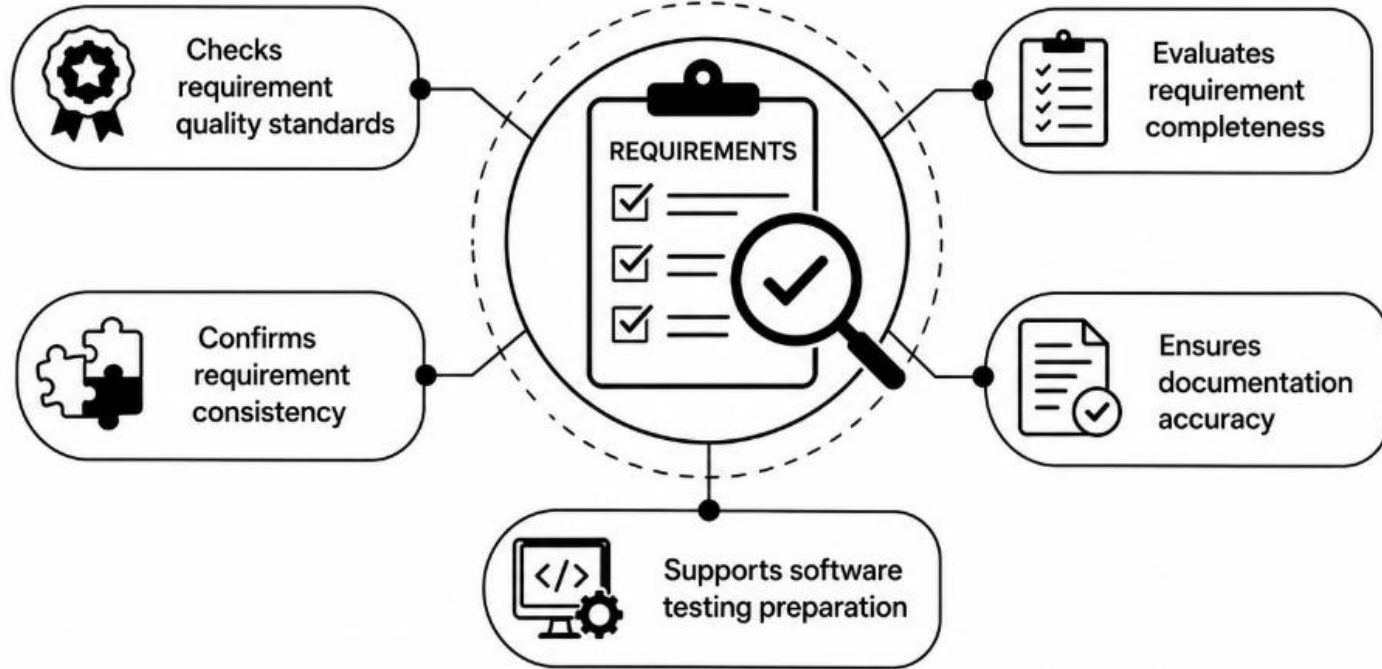 Checks
requirement
quality standards
Evaluates
requirement
completeness
REQUIREMENTS
Confirms
requirement
consistency
Ensures
documentation
accuracy
</>
Supports software
testing preparation